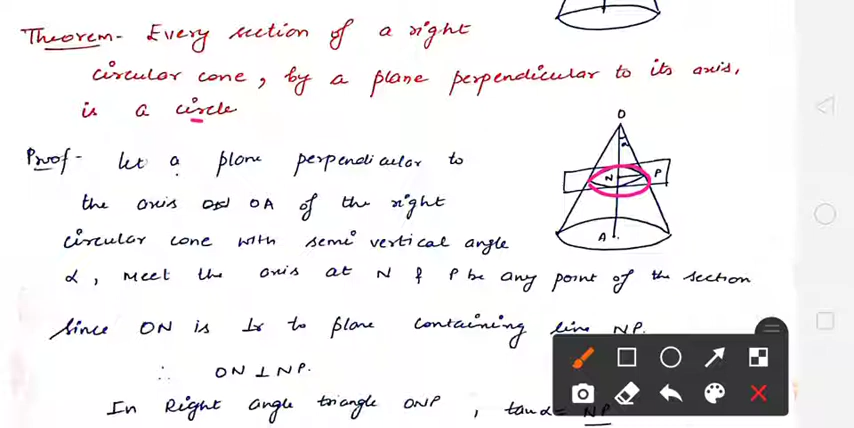 Theorem - Every section of a right
circular cone, by a plane perpendicular to its axis,
is a circle
Proof - let a plane perpendicular to
the axis OA of the right
circular cone with semi vertical angle
α, meet the axis at N & P be any point of the section
Since ON is ⊥r to plane containing line NP.
∴ ON ⊥ NP.
In Right angle triangle ONP, tanα = NP
O
α
N P
A